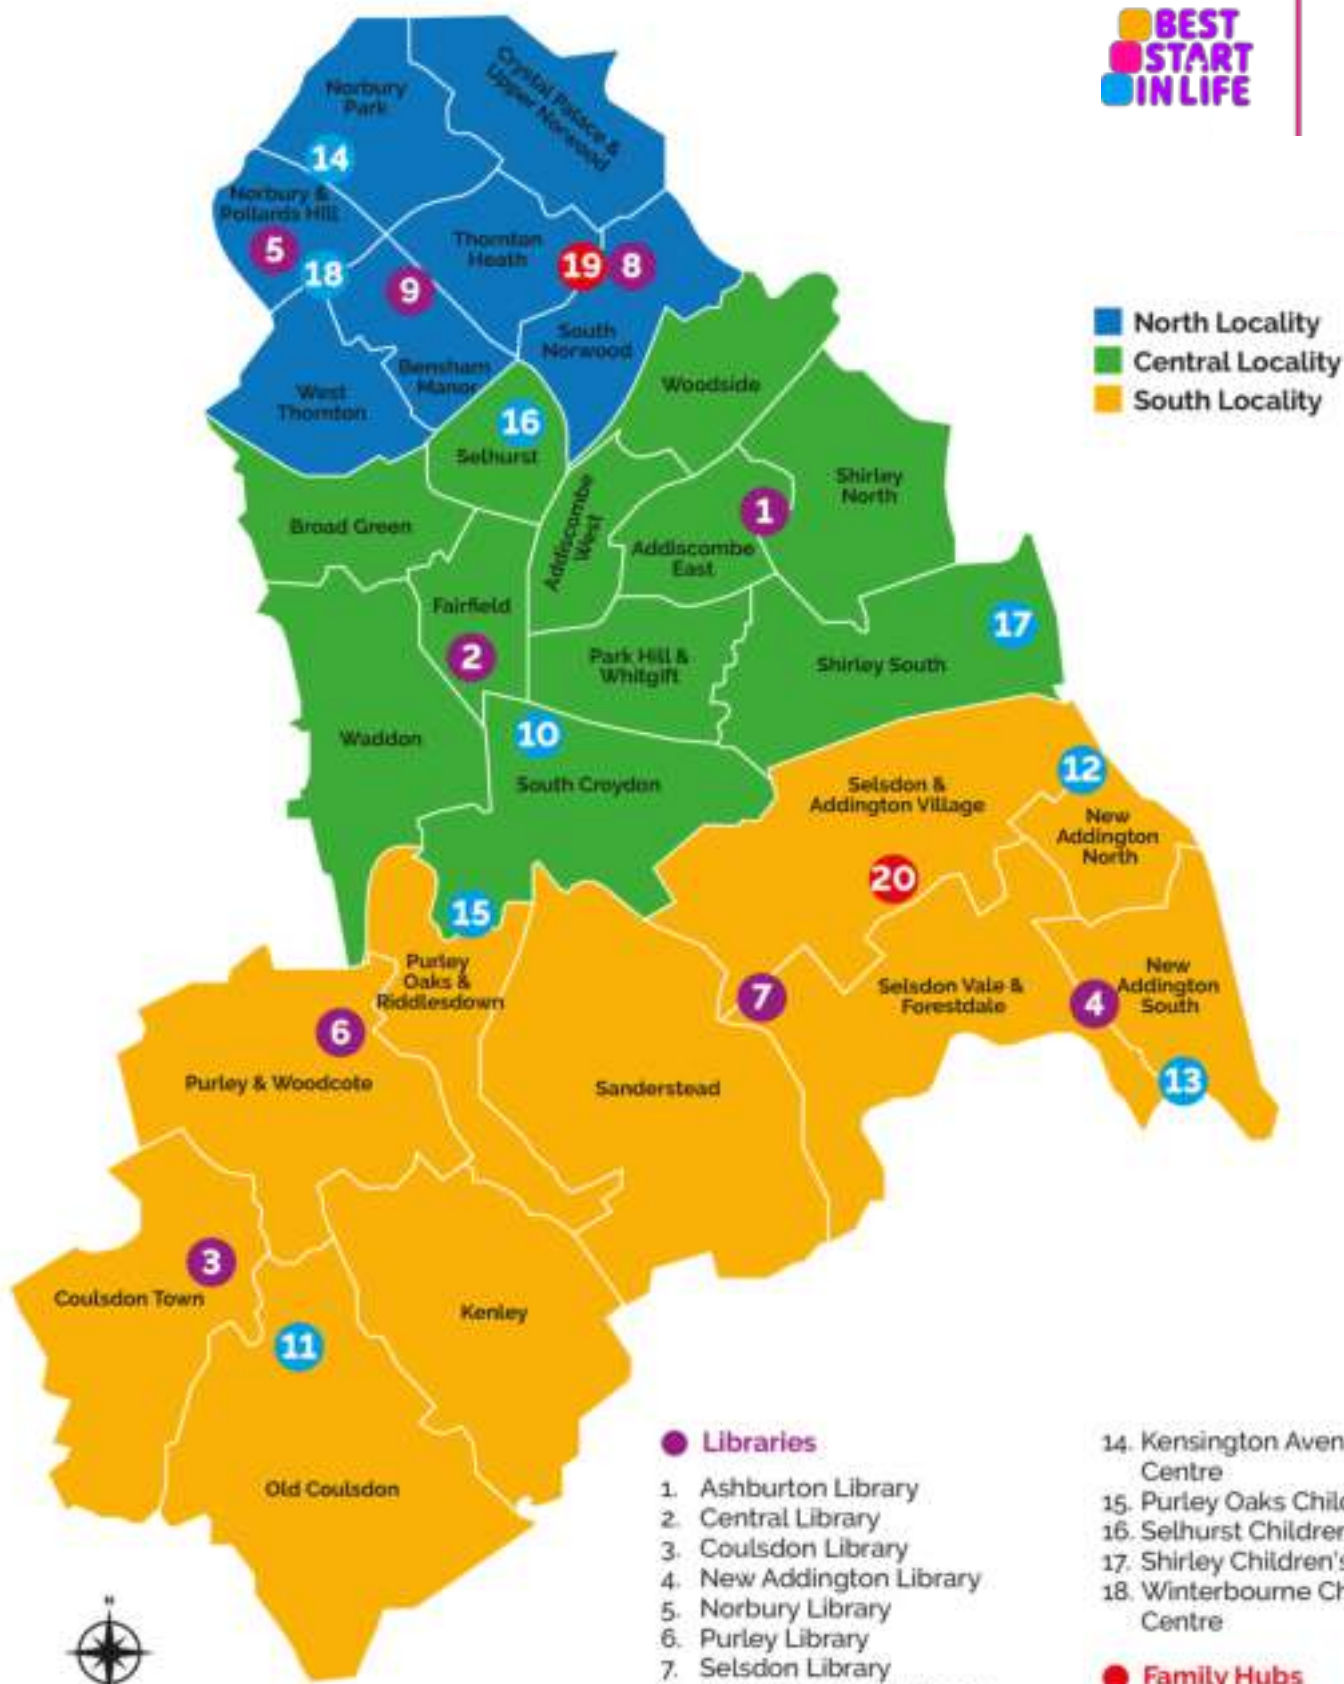 BEST
START
IN LIFE
Norbury
Park
Crystal Palace &
Upper Norwood
14
Norbury &
Pollards Hill
5
18
9
Thornton
Heath
19
8
South
Norwood
Bensham
Manor
West
Thornton
North Locality
Central Locality
South Locality
Woodside
16
Selhurst
Shirley
North
Broad Green
Addiscombe
West
1
Addiscombe
East
Fairfield
2
17
Park Hill &
Whitgift
Shirley South
Waddon
10
South Croydon
12
Selsdon &
Addington Village
New
Addington
North
20
15
Purley
Oaks &
Riddlesdown
7
Selsdon Vale &
Forestdale
4
New
Addington
South
6
Purley & Woodcote
Sanderstead
13
3
Coulsdon Town
Kenley
11
Old Coulsdon
N
Libraries
1. Ashburton Library
2. Central Library
3. Coulsdon Library
4. New Addington Library
5. Norbury Library
6. Purley Library
7. Selsdon Library
14. Kensington Aven
Centre
15. Purley Oaks Chil
16. Selhurst Children
17. Shirley Children's
18. Winterbourne Ch
Centre
Family Hubs